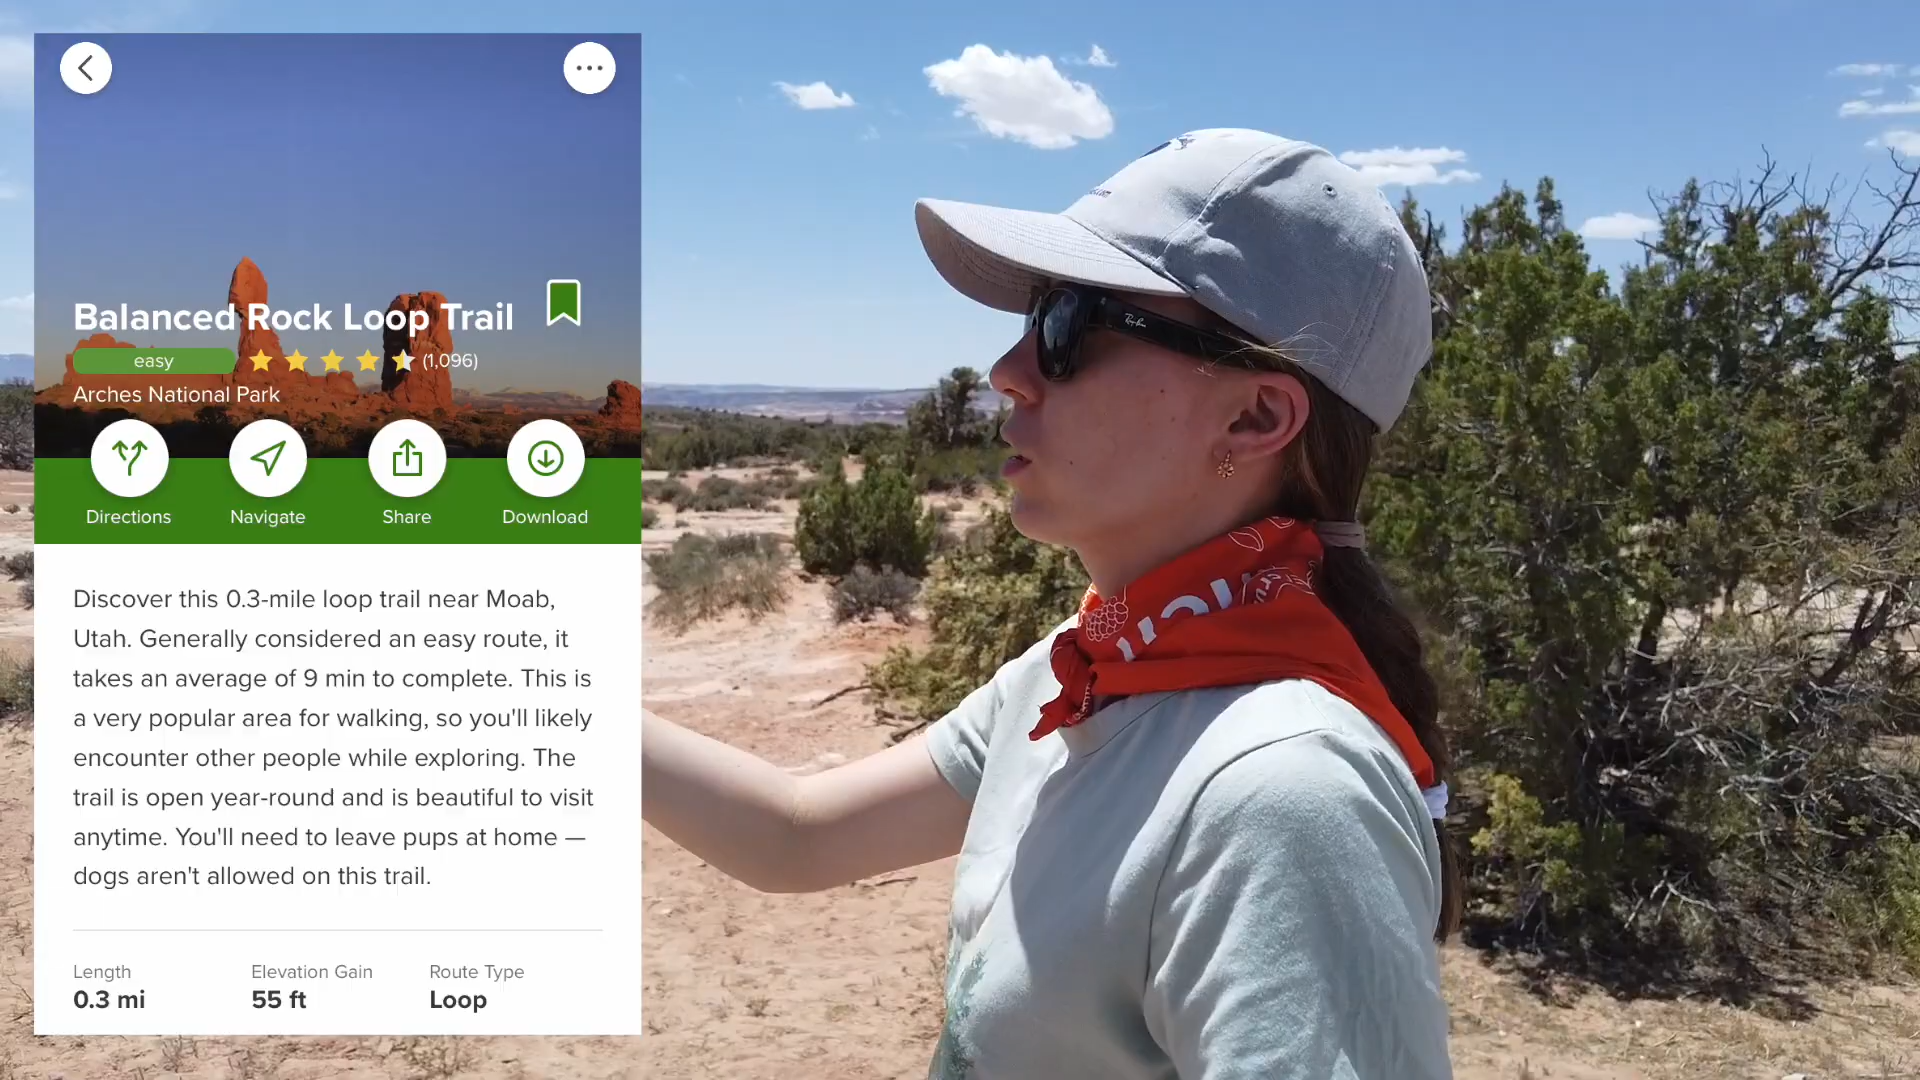 Balanced Rock Loop Trail
easy
(1,096)
Arches National Park
Directions
Navigate
Share
Download
Discover this 0.3-mile loop trail near Moab,
Utah. Generally considered an easy route, it
takes an average of 9 min to complete. This is
a very popular area for walking, so you'll likely
encounter other people while exploring. The
trail is open year-round and is beautiful to visit
anytime. You'll need to leave pups at home —
dogs aren't allowed on this trail.
Length
Elevation Gain
Route Type
0.3 mi
55 ft
Loop
Ray-Ban